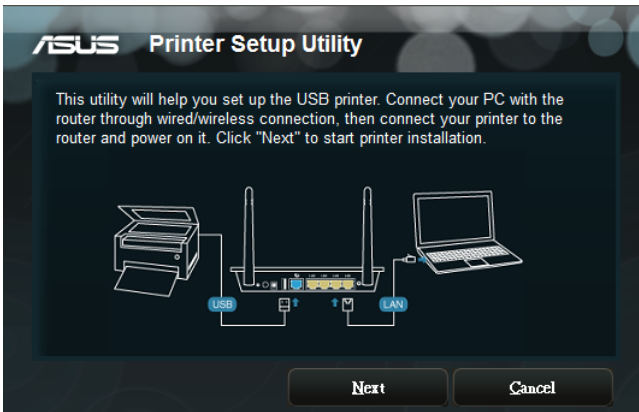 ASUS Printer Setup Utility
This utility will help you set up the USB printer. Connect your PC with the
router through wired/wireless connection, then connect your printer to the
router and power on it. Click "Next" to start printer installation.
USB
LAN
Next
Cancel